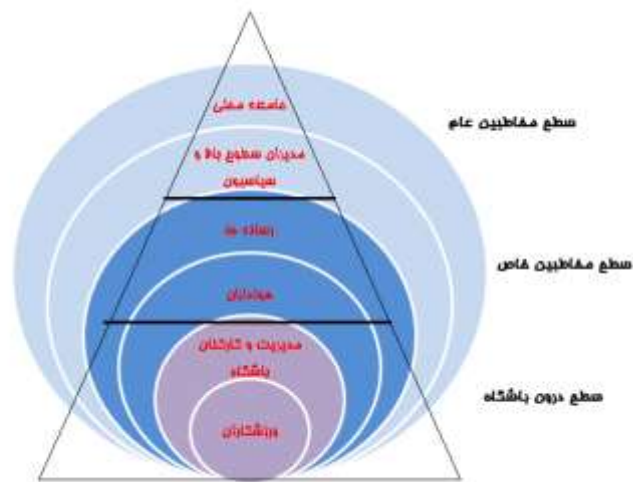 جامعه محلی
سطح مخاطبین عام
مدیران سطوح بالا و
سیاسیون
رسانه ها
سطح مخاطبین خاص
هواداران
مدیریت و کارکنان
باشگاه
سطح درون باشگاه
ورزشکاران